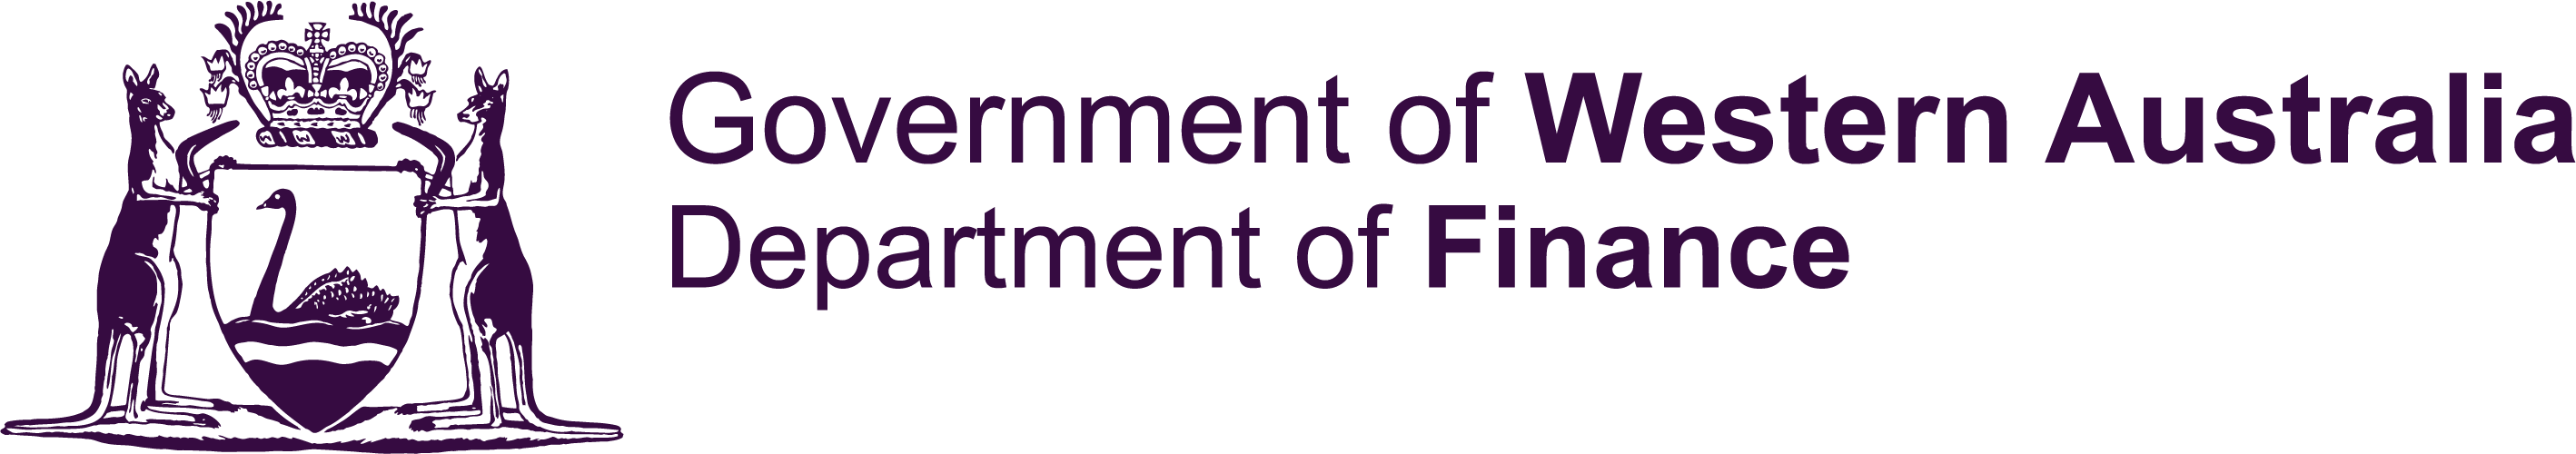 Government of Western Australia
Department of Finance